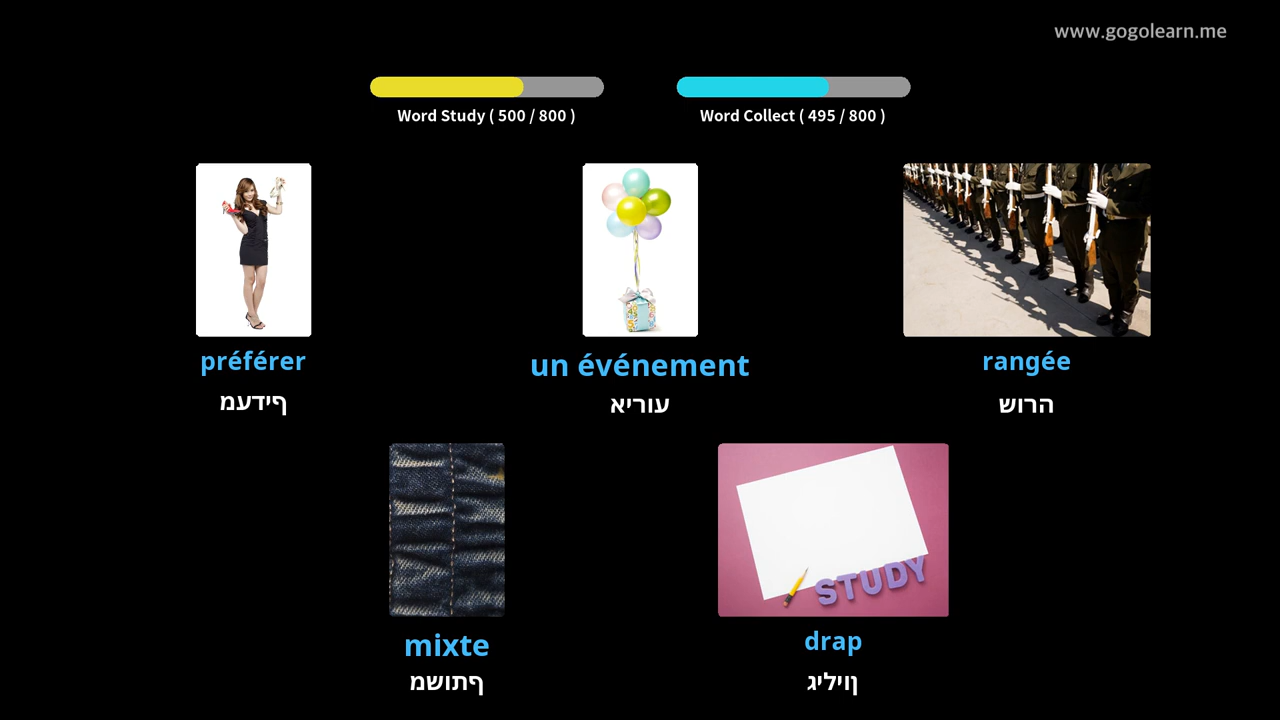 www.gogolearn.me
Word Study ( 500 / 800 )
Word Collect ( 495 / 800 )
préférer
מעדיף
un événement
אירוע
rangée
שורה
mixte
משותף
drap
גיליון
STUDY